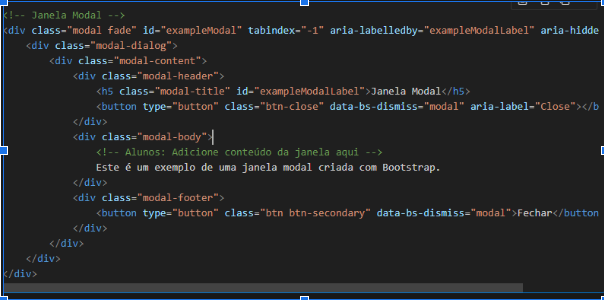 <!-- Janela Modal -->
<div class="modal fade" id="exampleModal" tabindex="-1" aria-labelledby="exampleModalLabel" aria-hidde
<div class="modal-dialog">
<div class="modal-content">
<div class="modal-header">
<h5 class="modal-title" id="exampleModalLabel">Janela Modal</h5>
<button type="button" class="btn-close" data-bs-dismiss="modal" aria-label="Close"></b
</div>
<div class="modal-body">
<!-- Alunos: Adicione conteúdo da janela aqui -->
Este é um exemplo de uma janela modal criada com Bootstrap.
</div>
<div class="modal-footer">
<button type="button" class="btn btn-secondary" data-bs-dismiss="modal">Fechar</button
</div>
</div>
</div>
</div>